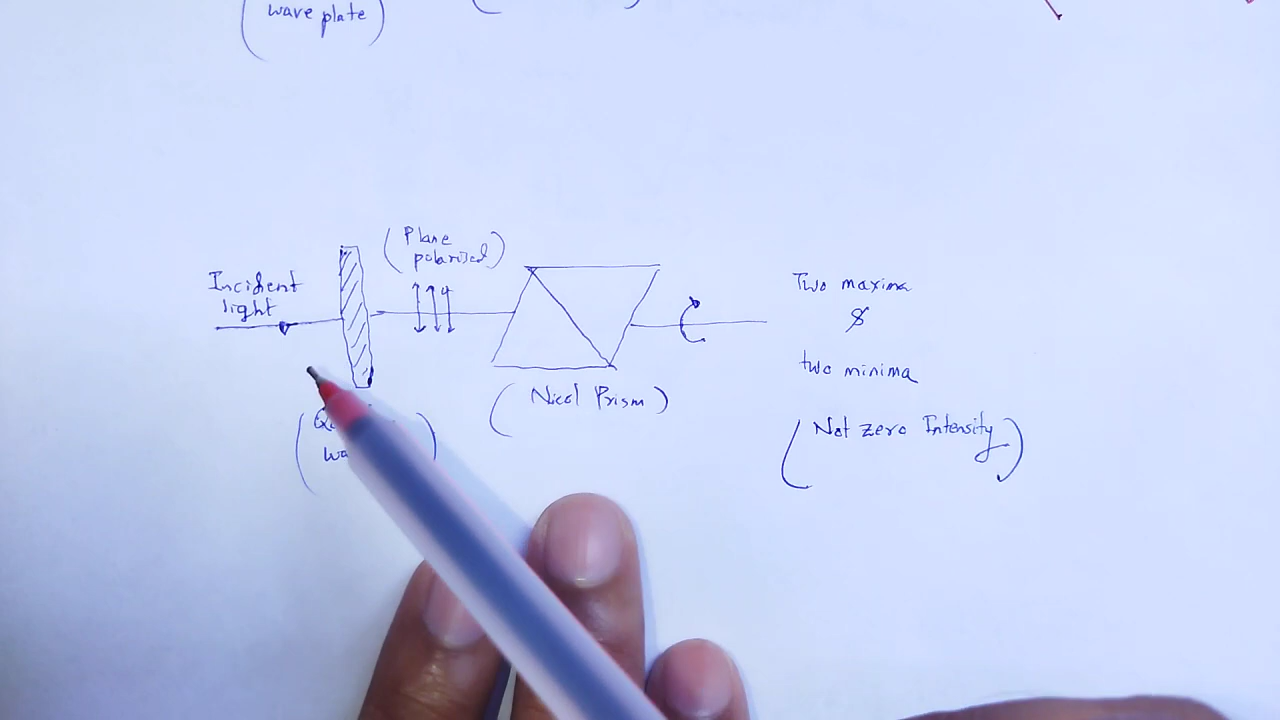 wave plate
(Plane
polarised)
Incident
light
Two maxima
&
two minima
(Nicol Prism)
(Not zero Intensity)